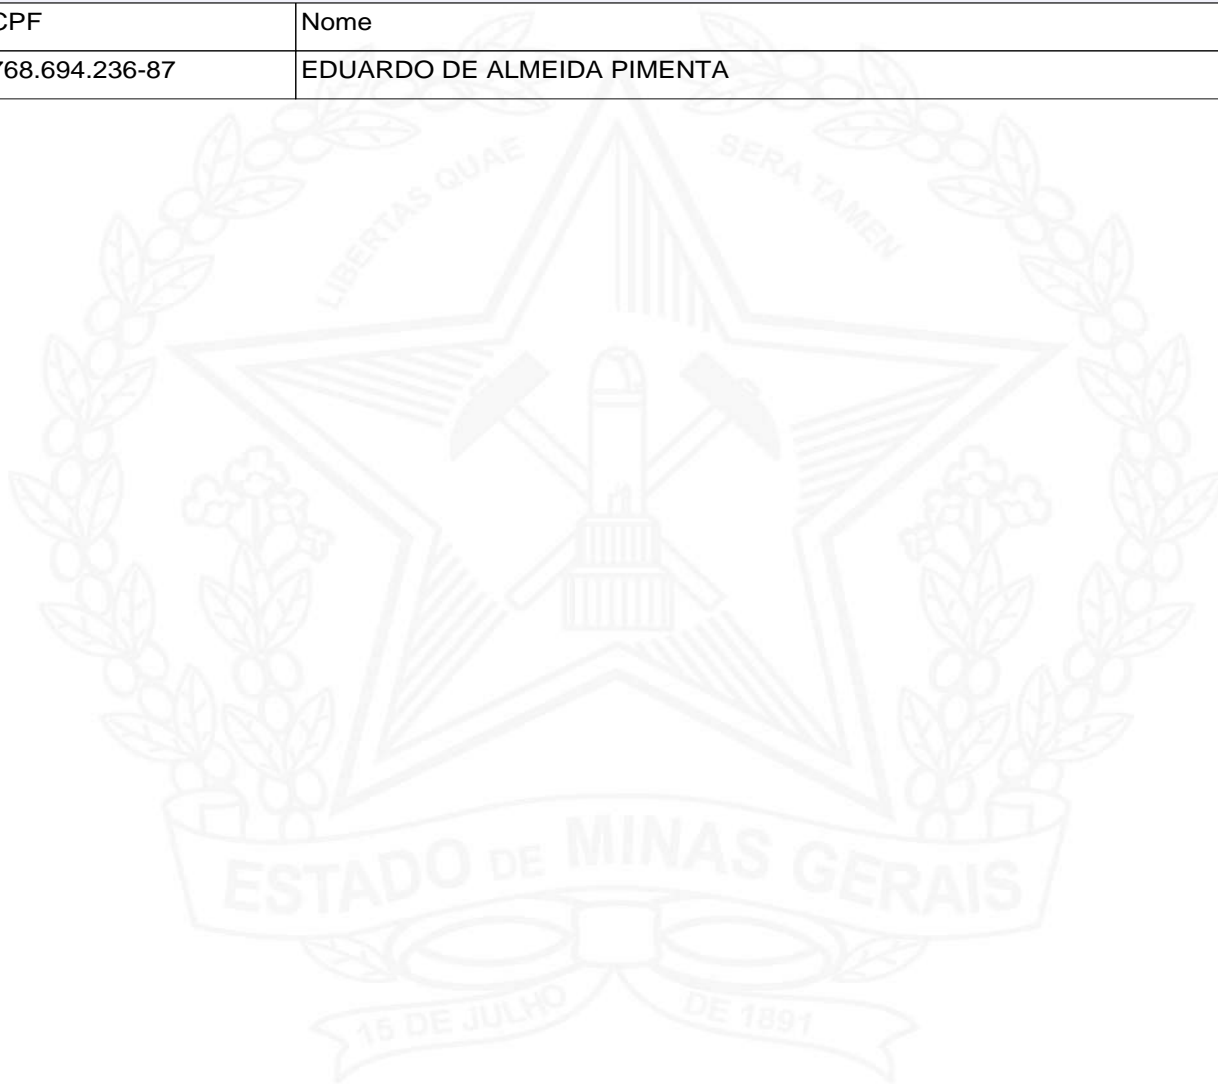 CPF Nome
768.694.236-87 EDUARDO DE ALMEIDA PIMENTA
LIBERTAS QUAE SERA TAMEN
ESTADO DE MINAS GERAIS
15 DE JULHO DE 1891